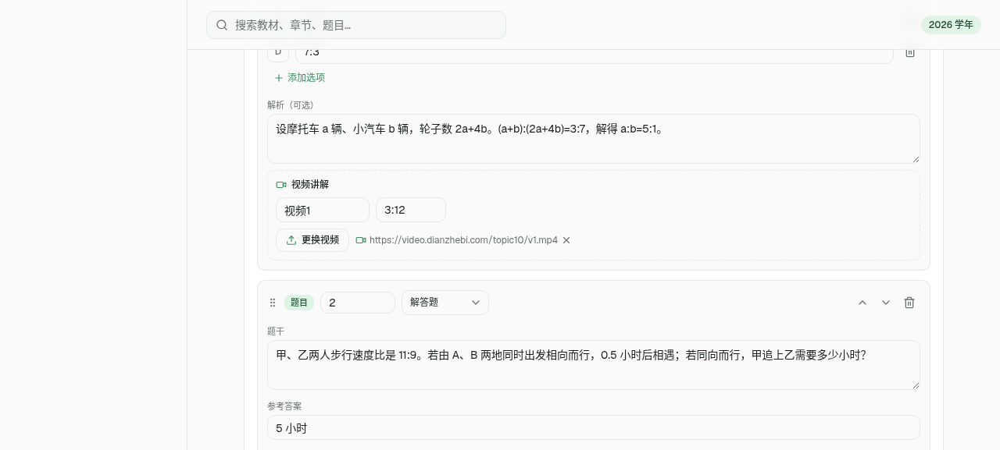 搜索教材、章节、题目…
2026 学年
D
7:3
添加选项
解析（可选）
设摩托车 a 辆、小汽车 b 辆，轮子数 2a+4b。(a+b):(2a+4b)=3:7，解得 a:b=5:1。
视频讲解
视频1
3:12
更换视频
https://video.dianzhebi.com/topic10/v1.mp4
题目
2
解答题
题干
甲、乙两人步行速度比是 11:9。若由 A、B 两地同时出发相向而行，0.5 小时后相遇；若同向而行，甲追上乙需要多少小时？
参考答案
5 小时